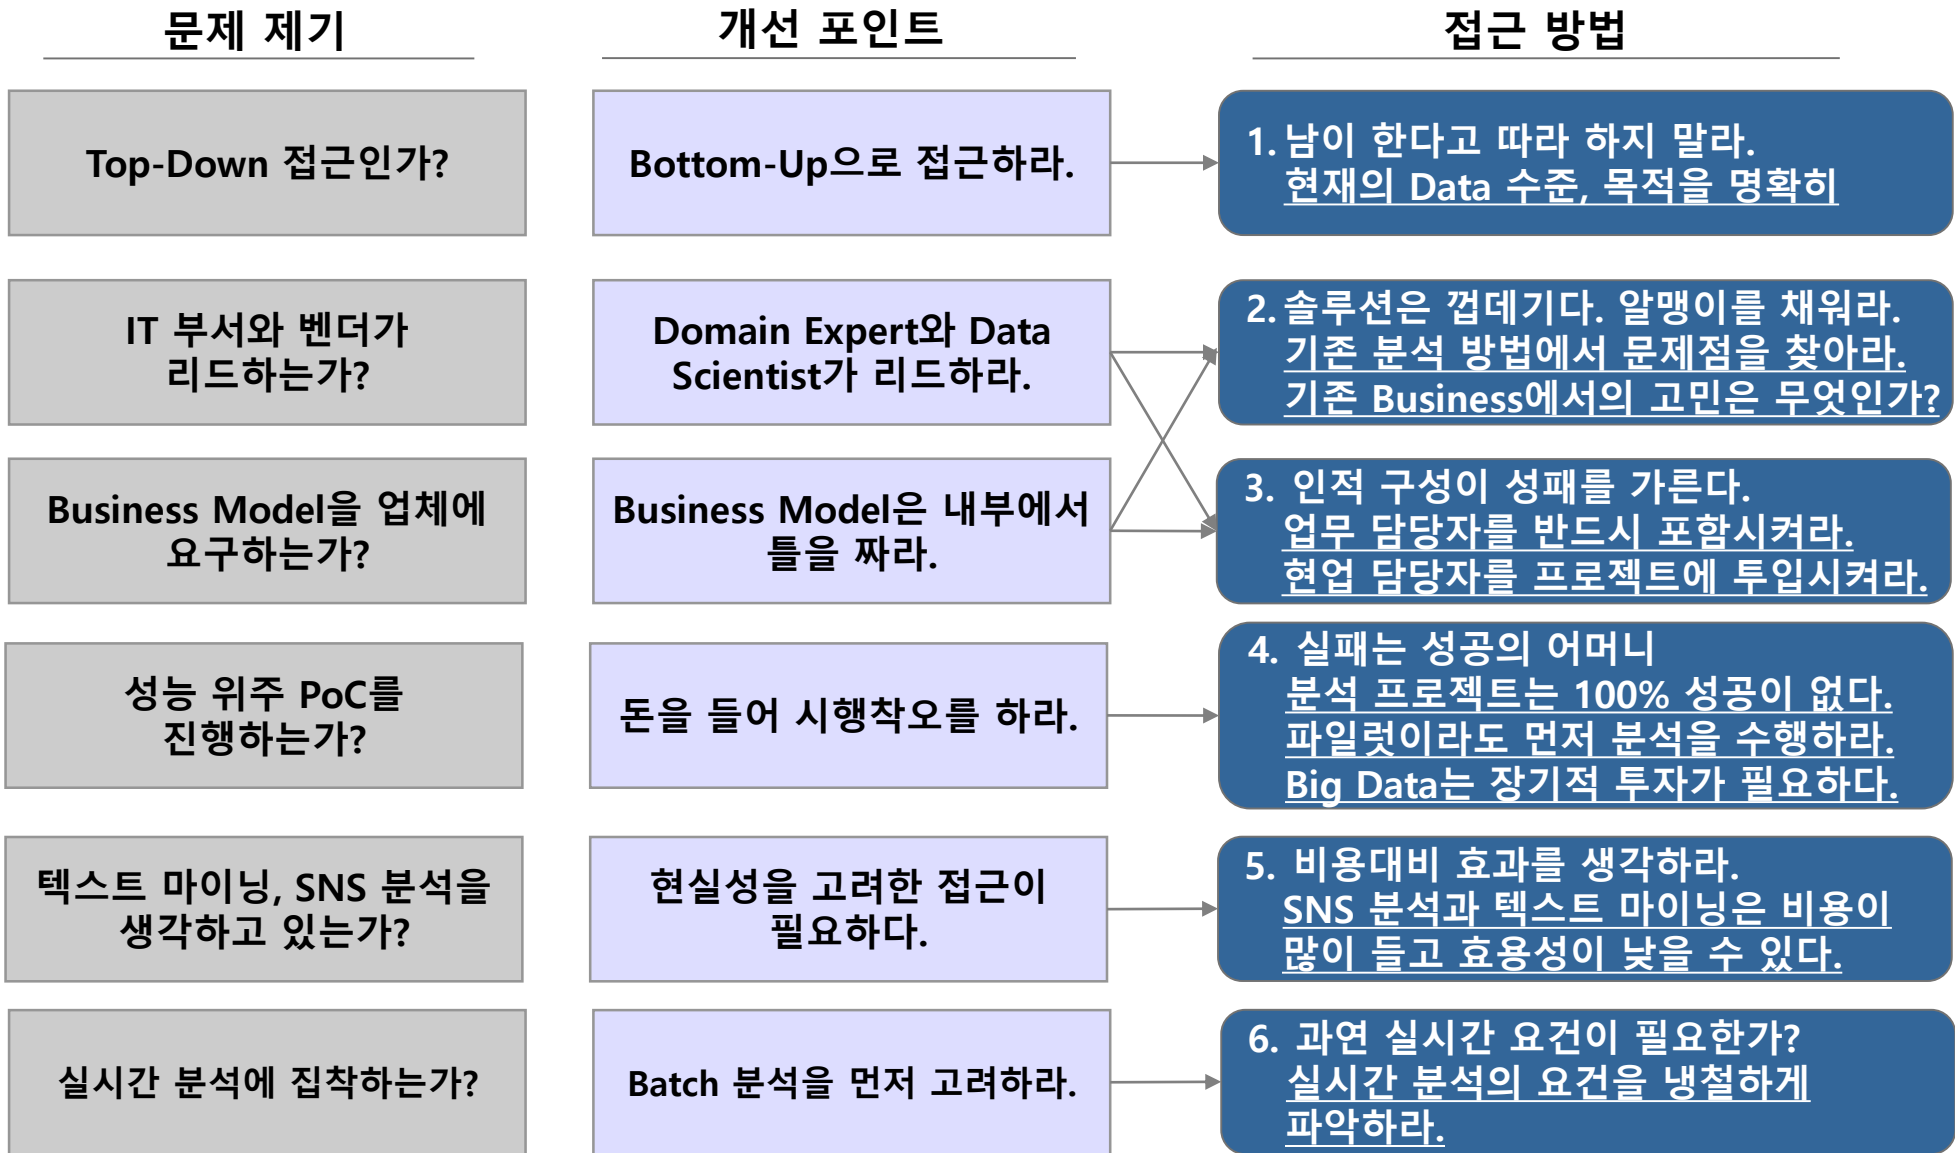 문제 제기
개선 포인트
접근 방법
Top-Down 접근인가?
Bottom-Up으로 접근하라.
1. 남이 한다고 따라 하지 말라.
현재의 Data 수준, 목적을 명확히
IT 부서와 벤더가
리드하는가?
Domain Expert와 Data
Scientist가 리드하라.
2. 솔루션은 껍데기다. 알맹이를 채워라.
기존 분석 방법에서 문제점을 찾아라.
기존 Business에서의 고민은 무엇인가?
Business Model을 업체에
요구하는가?
Business Model은 내부에서
틀을 짜라.
3. 인적 구성이 성패를 가른다.
업무 담당자를 반드시 포함시켜라.
현업 담당자를 프로젝트에 투입시켜라.
성능 위주 PoC를
진행하는가?
돈을 들어 시행착오를 하라.
4. 실패는 성공의 어머니
분석 프로젝트는 100% 성공이 없다.
파일럿이라도 먼저 분석을 수행하라.
Big Data는 장기적 투자가 필요하다.
텍스트 마이닝, SNS 분석을
생각하고 있는가?
현실성을 고려한 접근이
필요하다.
5. 비용대비 효과를 생각하라.
SNS 분석과 텍스트 마이닝은 비용이
많이 들고 효용성이 낮을 수 있다.
실시간 분석에 집착하는가?
Batch 분석을 먼저 고려하라.
6. 과연 실시간 요건이 필요한가?
실시간 분석의 요건을 냉철하게
파악하라.